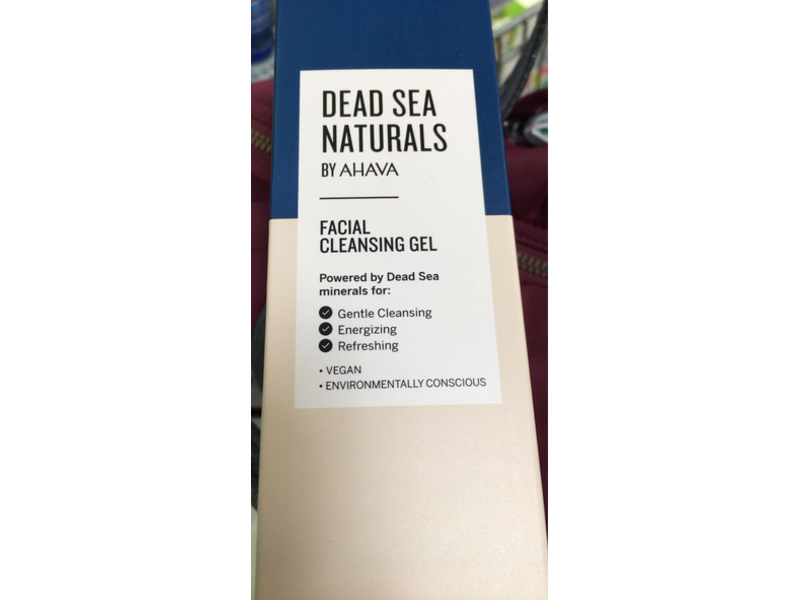 DEAD SEA
NATURALS
BY AHAVA
FACIAL
CLEANSING GEL
Powered by Dead Sea
minerals for:
Gentle Cleansing
Energizing
Refreshing
• VEGAN
• ENVIRONMENTALLY CONSCIOUS